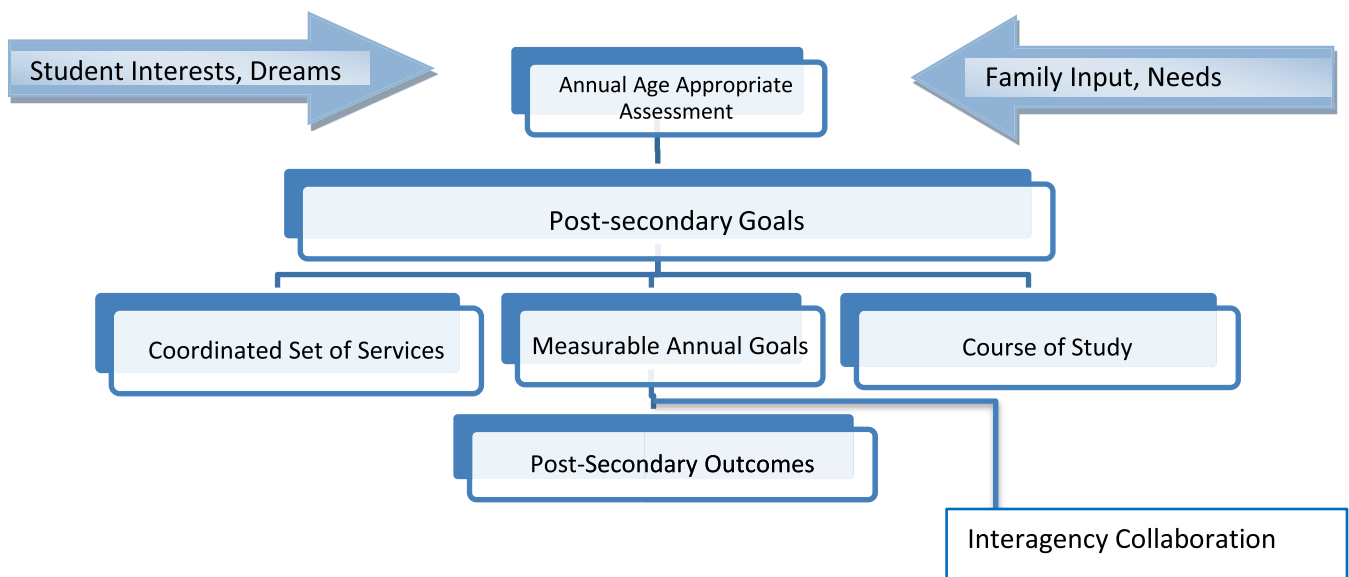 Student Interests, Dreams
Annual Age Appropriate
Assessment
Family Input, Needs
Post-secondary Goals
Coordinated Set of Services
Measurable Annual Goals
Course of Study
Post-Secondary Outcomes
Interagency Collaboration